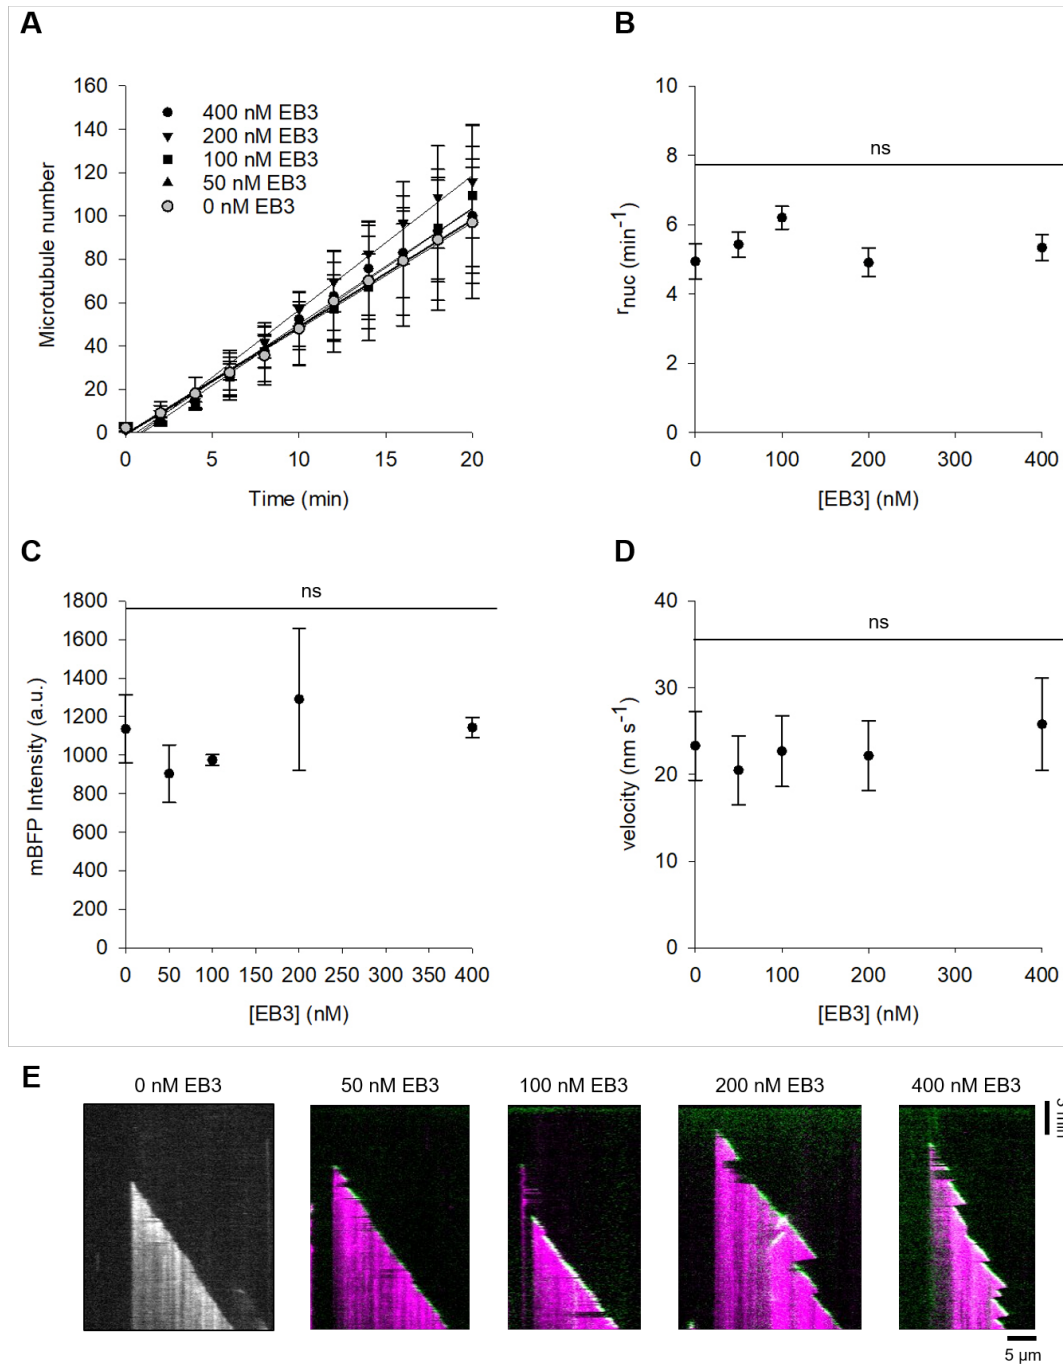 A
160
140
120
100
80
60
40
20
0
Microtubule number
400 nM EB3
200 nM EB3
100 nM EB3
50 nM EB3
0 nM EB3
0 5 10 15 20
Time (min)
B
10
8
6
4
2
0
r_nuc (min⁻¹)
ns
0 100 200 300 400
[EB3] (nM)
C
1800
1600
1400
1200
1000
800
600
400
200
0
mBFP Intensity (a.u.)
ns
0 50 100 150 200 250 300 350 400
[EB3] (nM)
D
40
30
20
10
0
velocity (nm s⁻¹)
ns
0 100 200 300 400
[EB3] (nM)
E
0 nM EB3 50 nM EB3 100 nM EB3 200 nM EB3 400 nM EB3
5 µm